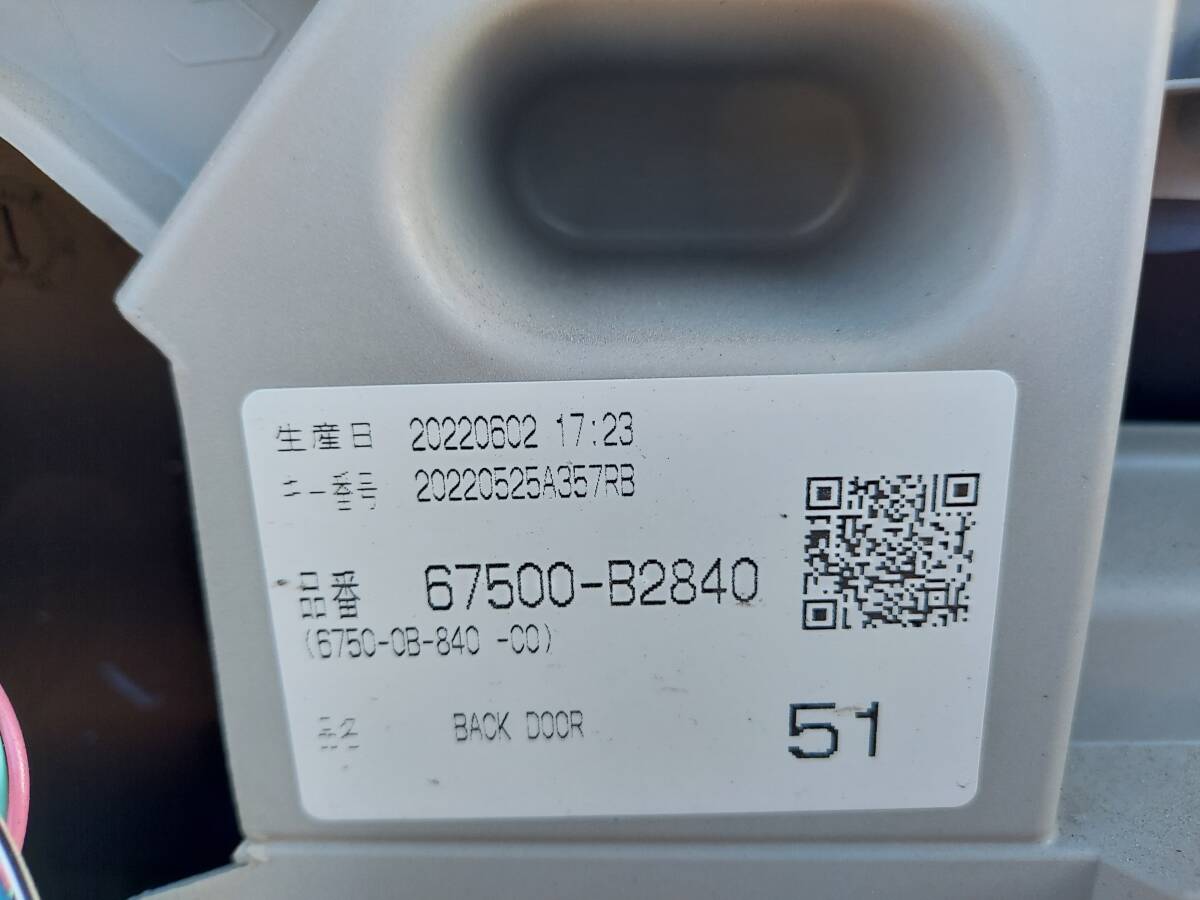 生産日 20220602 17:23
キー番号 20220525A357RB
品番 67500-B2840
(6750-0B-840 -00)
品名 BACK DOOR
51